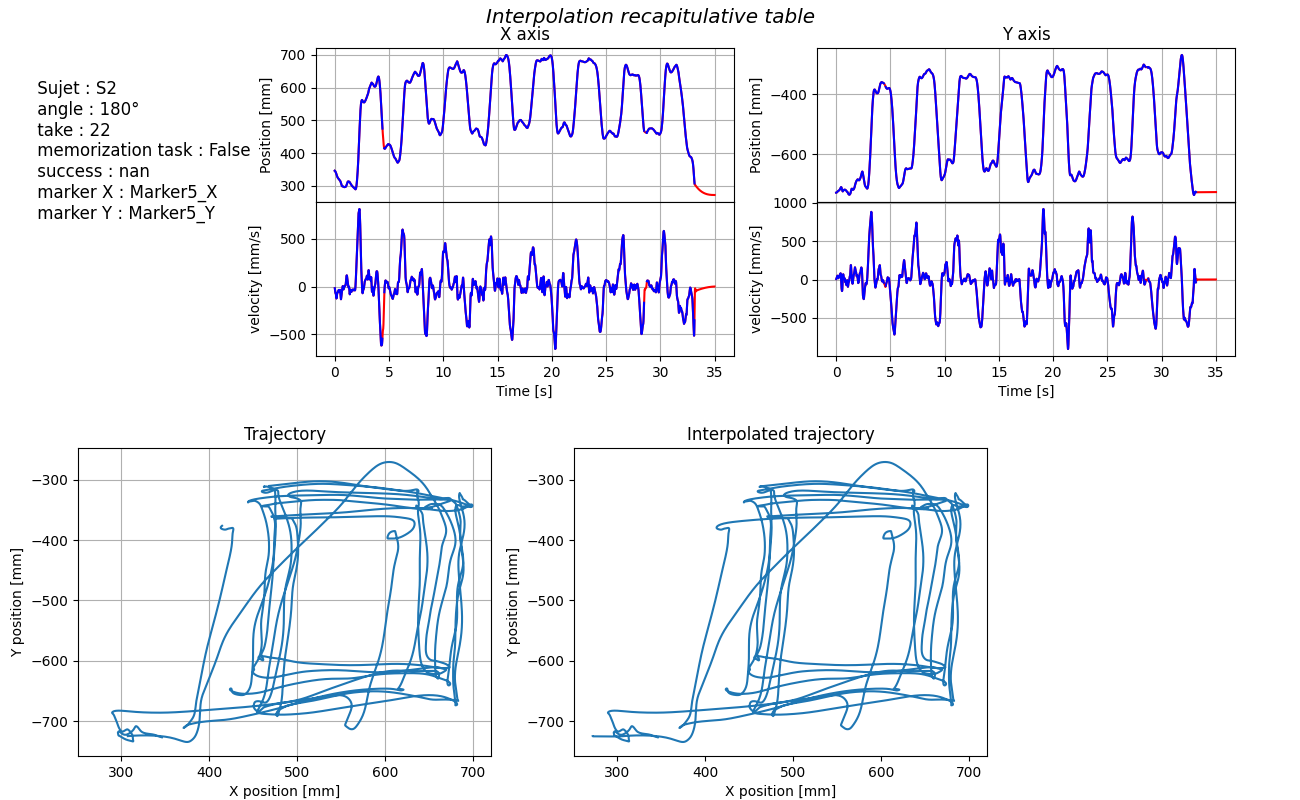 Interpolation recapitulative table
Sujet : S2
angle : 180°
take : 22
memorization task : False
success : nan
marker X : Marker5_X
marker Y : Marker5_Y
X axis
Position [mm]
700
600
500
400
300
velocity [mm/s]
500
0
−500
0 5 10 15 20 25 30 35
Time [s]
Y axis
Position [mm]
−400
−600
velocity [mm/s]
1000
500
0
−500
0 5 10 15 20 25 30 35
Time [s]
Trajectory
Y position [mm]
−300
−400
−500
−600
−700
300 400 500 600 700
X position [mm]
Interpolated trajectory
Y position [mm]
−300
−400
−500
−600
−700
300 400 500 600 700
X position [mm]